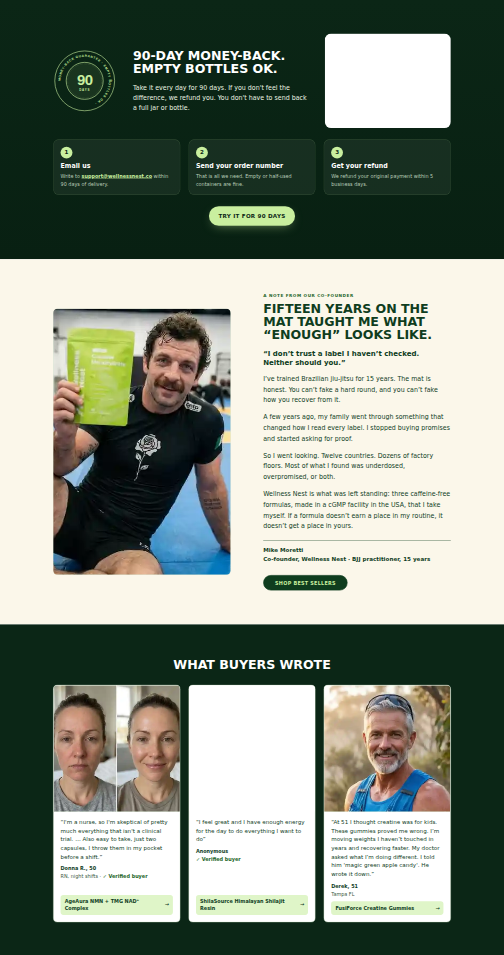 MONEY-BACK GUARANTEE · EMPTY BOTTLES OK ·
90
DAYS
90-DAY MONEY-BACK.
EMPTY BOTTLES OK.
Take it every day for 90 days. If you don't feel the
difference, we refund you. You don't have to send back
a full jar or bottle.
1
Email us
Write to support@wellnessnest.co within
90 days of delivery.
2
Send your order number
That is all we need. Empty or half-used
containers are fine.
3
Get your refund
We refund your original payment within 5
business days.
TRY IT FOR 90 DAYS
A NOTE FROM OUR CO-FOUNDER
FIFTEEN YEARS ON THE
MAT TAUGHT ME WHAT
“ENOUGH” LOOKS LIKE.
“I don’t trust a label I haven’t checked.
Neither should you.”
I’ve trained Brazilian Jiu-Jitsu for 15 years. The mat is
honest. You can’t fake a hard round, and you can’t fake
how you recover from it.
A few years ago, my family went through something that
changed how I read every label. I stopped buying promises
and started asking for proof.
So I went looking. Twelve countries. Dozens of factory
floors. Most of what I found was underdosed,
overpromised, or both.
Wellness Nest is what was left standing: three caffeine-free
formulas, made in a cGMP facility in the USA, that I take
myself. If a formula doesn’t earn a place in my routine, it
doesn’t get a place in yours.
Mike Moretti
Co-founder, Wellness Nest · BJJ practitioner, 15 years
SHOP BEST SELLERS
WHAT BUYERS WROTE
“I’m a nurse, so I’m skeptical of pretty
much everything that isn’t a clinical
trial. ... Also easy to take, just two
capsules. I throw them in my pocket
before a shift.”
Donna R., 50
RN, night shifts · ✓ Verified buyer
AgeAura NMN + TMG NAD⁺
Complex →
“I feel great and I have enough energy
for the day to do everything I want to
do”
Anonymous
✓ Verified buyer
ShilaSource Himalayan Shilajit
Resin →
“At 51 I thought creatine was for kids.
These gummies proved me wrong. I’m
moving weights I haven’t touched in
years and recovering faster. My doctor
asked what I’m doing different. I told
him ‘magic green apple candy’. He
wrote it down.”
Derek, 51
Tampa FL
FusiForce Creatine Gummies →